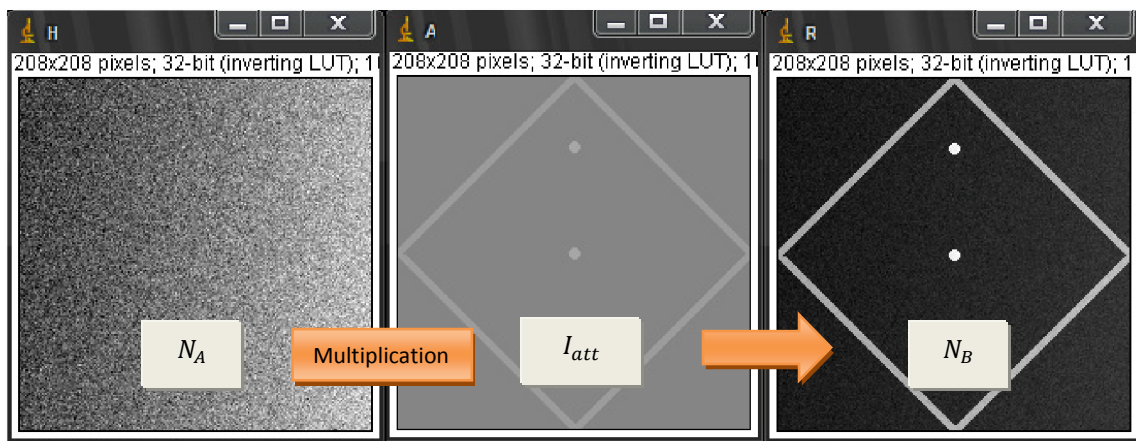 H
208x208 pixels; 32-bit (inverting LUT); 1
A
208x208 pixels; 32-bit (inverting LUT); 1
R
208x208 pixels; 32-bit (inverting LUT); 1
N_A
Multiplication
I_att
N_B